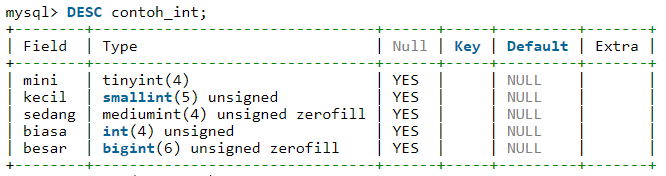 mysql> DESC contoh_int;
+--------+--------------------------------+------+-----+---------+-------+
| Field  | Type                           | Null | Key | Default | Extra |
+--------+--------------------------------+------+-----+---------+-------+
| mini   | tinyint(4)                     | YES  |     | NULL    |       |
| kecil  | smallint(5) unsigned           | YES  |     | NULL    |       |
| sedang | mediumint(4) unsigned zerofill | YES  |     | NULL    |       |
| biasa  | int(4) unsigned                | YES  |     | NULL    |       |
| besar  | bigint(6) unsigned zerofill    | YES  |     | NULL    |       |
+--------+--------------------------------+------+-----+---------+-------+